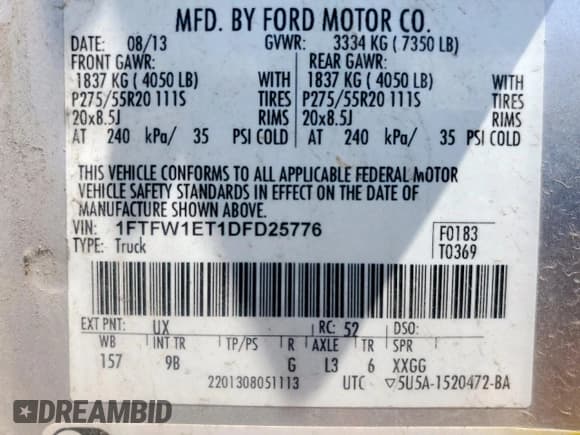 MFD. BY FORD MOTOR CO.
DATE: 08/13 GVWR: 3334 KG ( 7350 LB)
FRONT GAWR: REAR GAWR:
1837 KG ( 4050 LB) WITH 1837 KG ( 4050 LB) WITH
P275/55R20 111S TIRES P275/55R20 111S TIRES
20x8.5J RIMS 20x8.5J RIMS
AT 240 kPa/ 35 PSI COLD AT 240 kPa/ 35 PSI COLD
THIS VEHICLE CONFORMS TO ALL APPLICABLE FEDERAL MOTOR
VEHICLE SAFETY STANDARDS IN EFFECT ON THE DATE OF
MANUFACTURE SHOWN ABOVE.
VIN: 1FTFW1ET1DFD25776 F0183
TYPE: Truck T0369
EXT PNT: UX RC: 52 DSO:
WB INT TR TP/PS R AXLE TR SPR
157 9B G L3 6 XXGG
2201308051113 UTC ▽5U5A-1520472-BA
DREAMBID